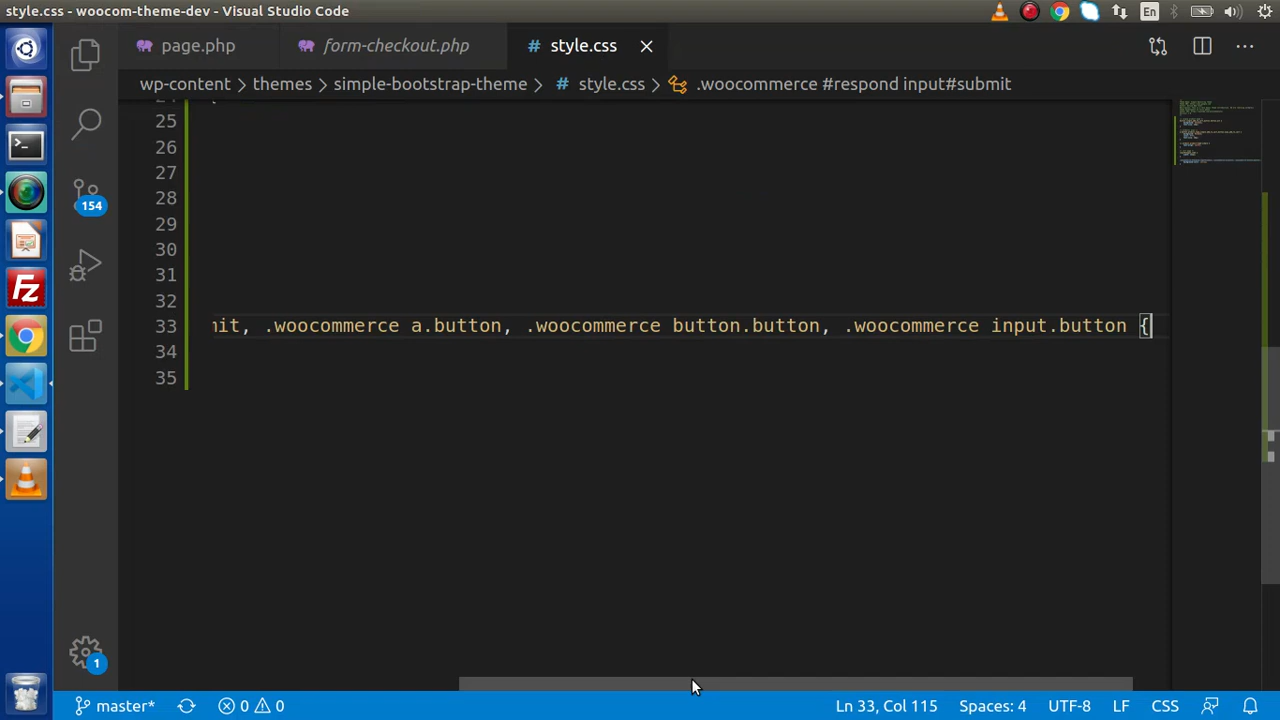 style.css - woocom-theme-dev - Visual Studio Code
En
page.php
form-checkout.php
# style.css
wp-content > themes > simple-bootstrap-theme > # style.css > .woocommerce #respond input#submit
25
26
27
28
29
30
31
32
33 mit, .woocommerce a.button, .woocommerce button.button, .woocommerce input.button {
34
35
154
Fz
1
master*
0
0
Ln 33, Col 115
Spaces: 4
UTF-8
LF
CSS